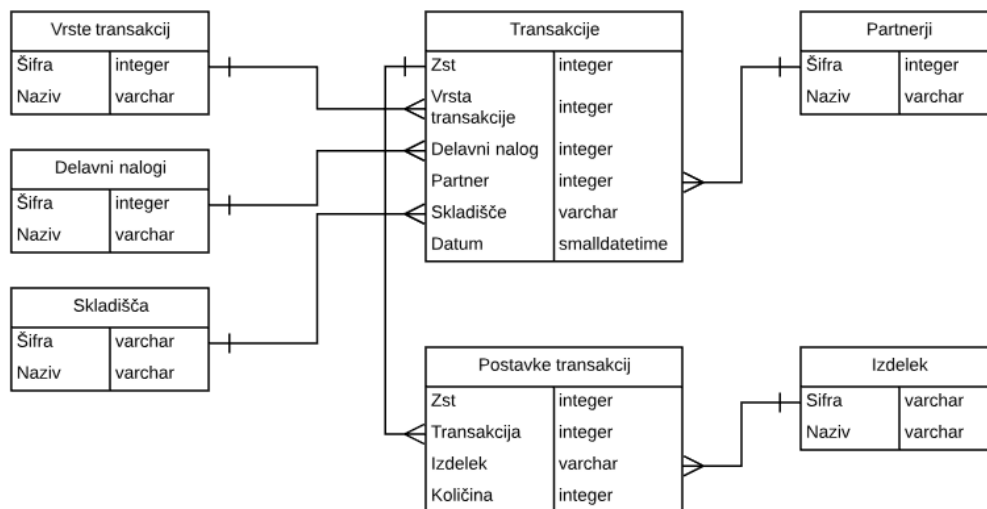 Vrste transakcij
Šifra integer
Naziv varchar
Delavni nalogi
Šifra integer
Naziv varchar
Skladišča
Šifra varchar
Naziv varchar
Transakcije
Zst integer
Vrsta
transakcije integer
Delavni nalog integer
Partner integer
Skladišče varchar
Datum smalldatetime
Postavke transakcij
Zst integer
Transakcija integer
Izdelek varchar
Količina integer
Partnerji
Šifra integer
Naziv varchar
Izdelek
Sifra varchar
Naziv varchar